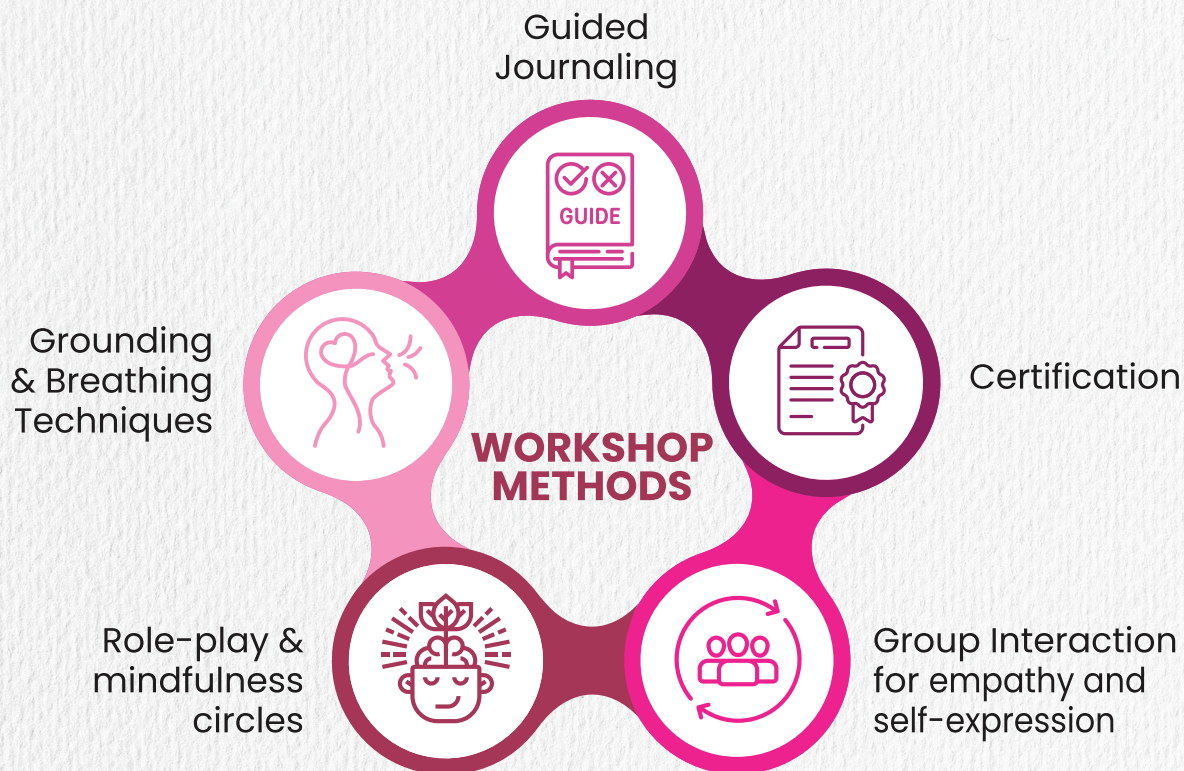 Guided
Journaling
GUIDE
Grounding
& Breathing
Techniques
Certification
WORKSHOP
METHODS
Role-play &
mindfulness
circles
Group Interaction
for empathy and
self-expression